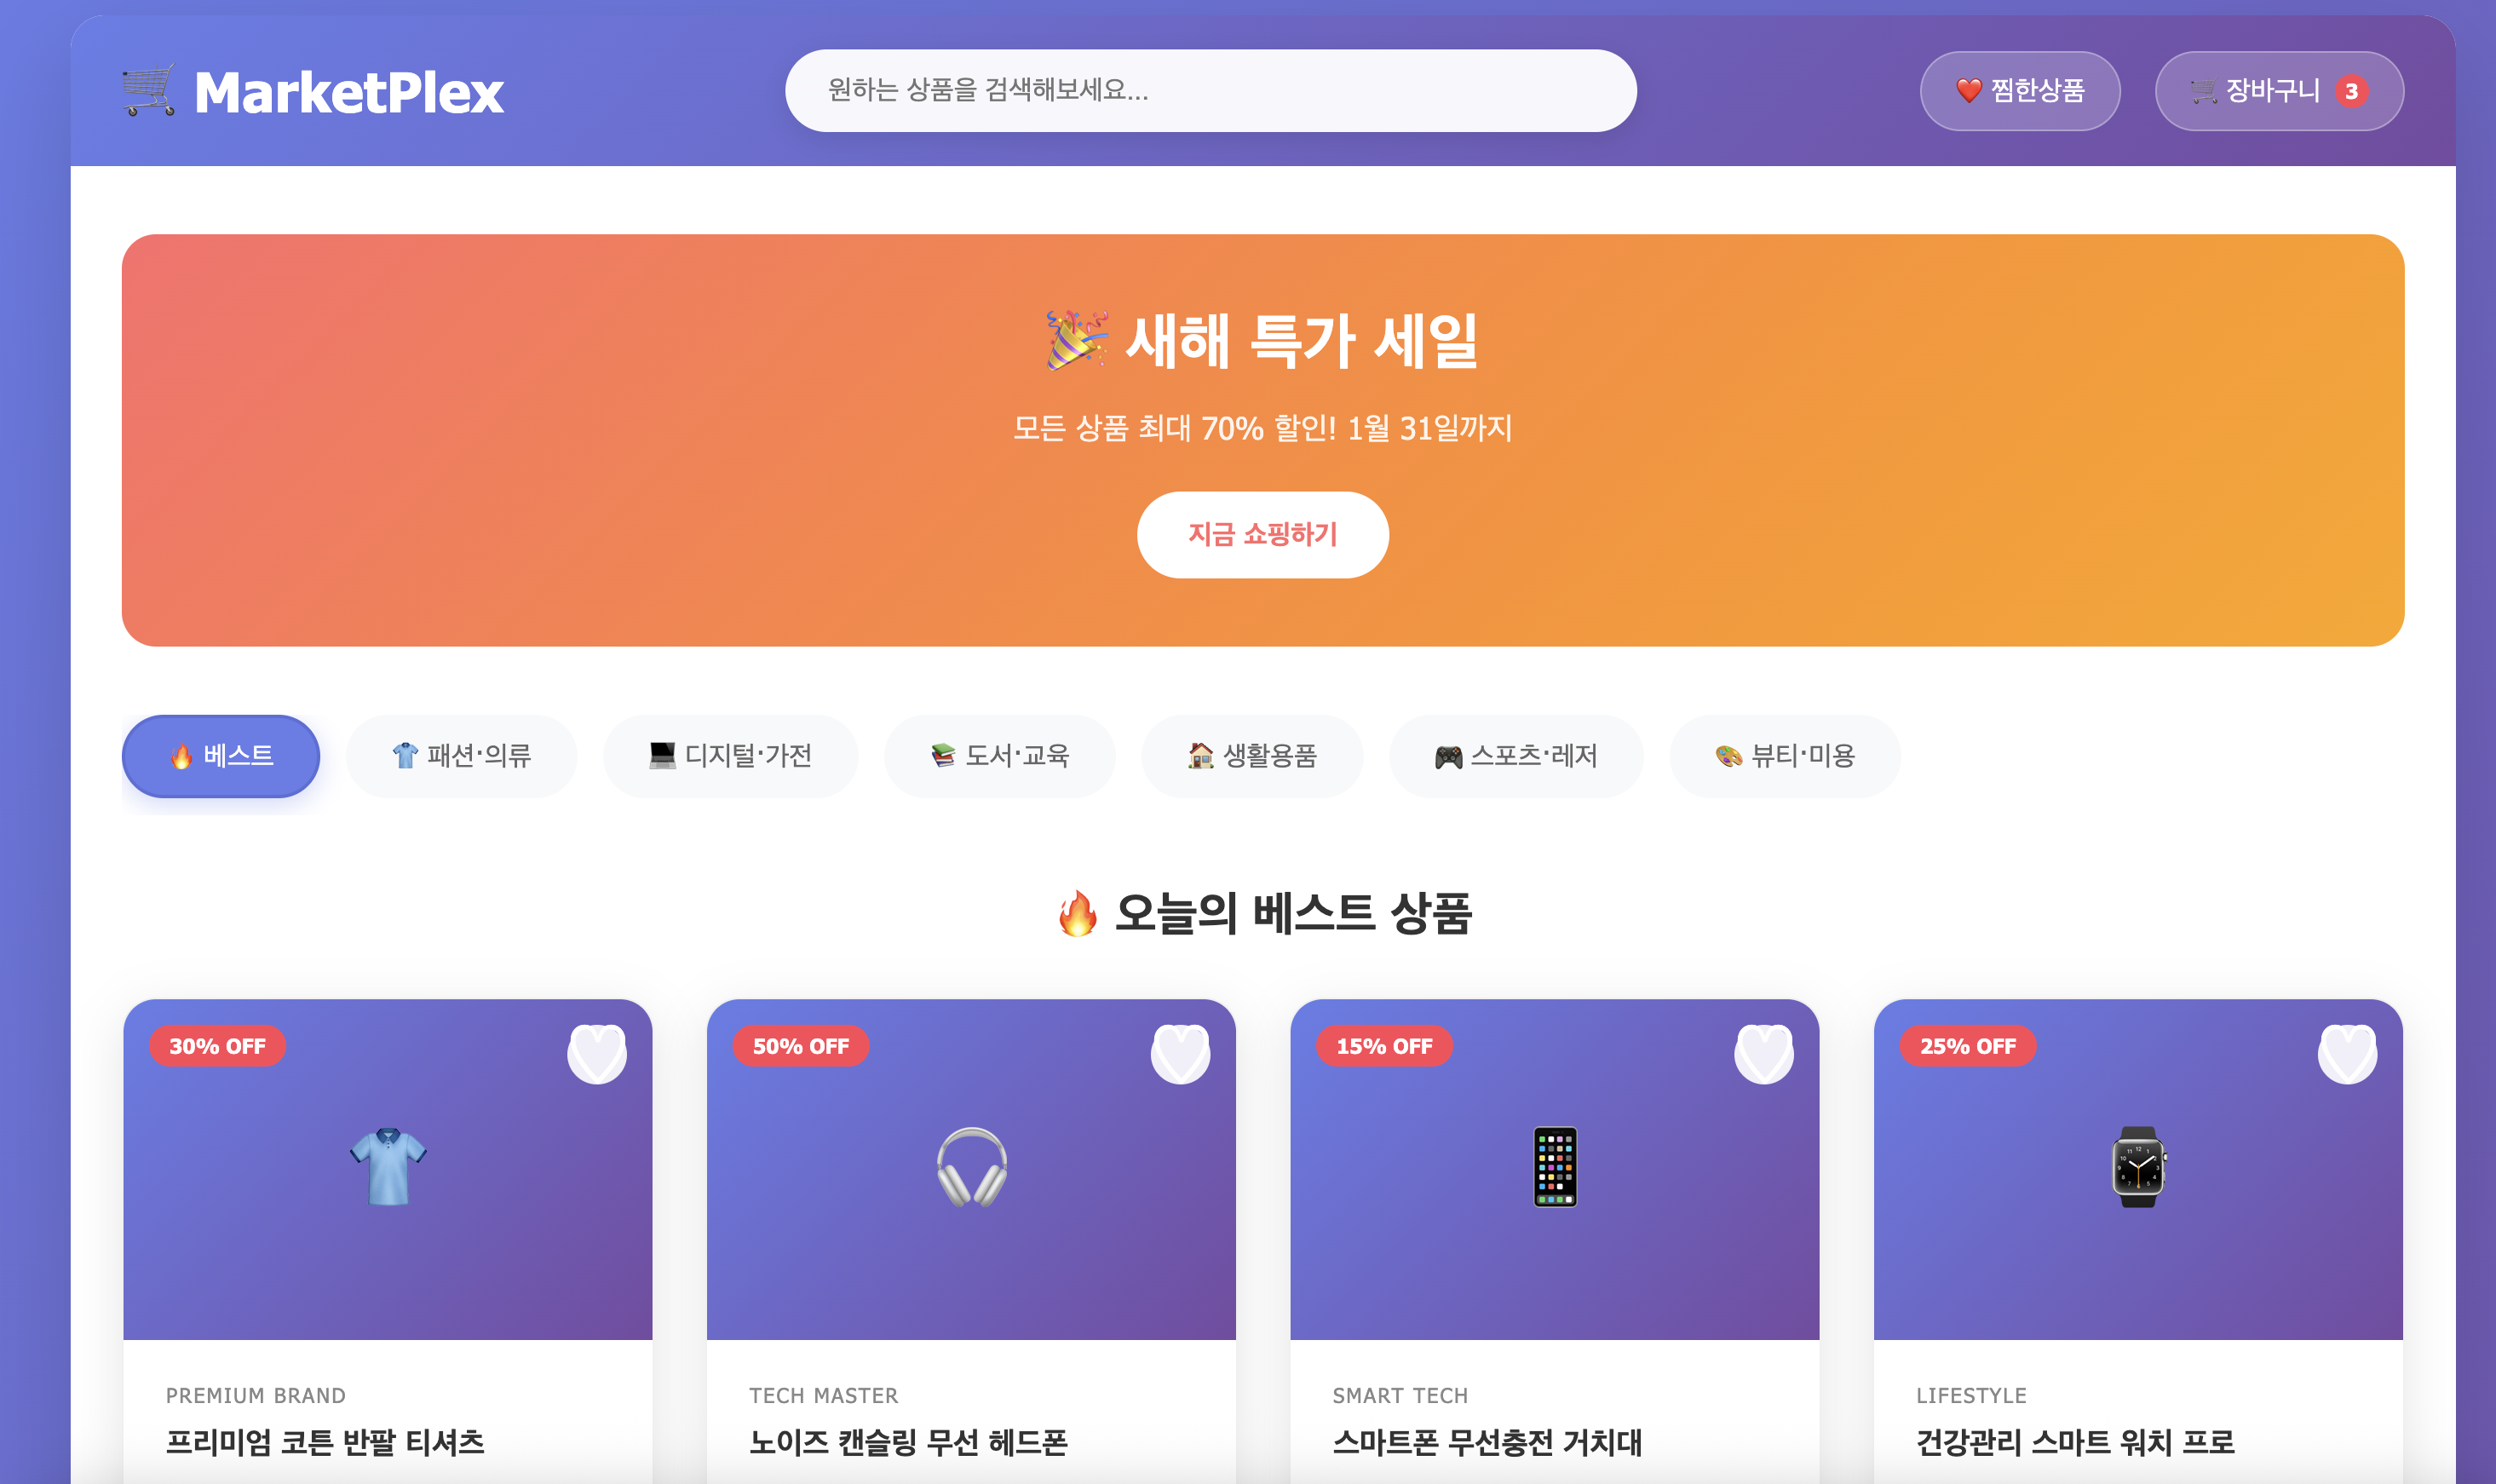 MarketPlex
원하는 상품을 검색해보세요...
찜한상품
장바구니 3
새해 특가 세일
모든 상품 최대 70% 할인! 1월 31일까지
지금 쇼핑하기
베스트
패션·의류
디지털·가전
도서·교육
생활용품
스포츠·레저
뷰티·미용
오늘의 베스트 상품
30% OFF
50% OFF
15% OFF
25% OFF
PREMIUM BRAND
프리미엄 코튼 반팔 티셔츠
TECH MASTER
노이즈 캔슬링 무선 헤드폰
SMART TECH
스마트폰 무선충전 거치대
LIFESTYLE
건강관리 스마트 워치 프로